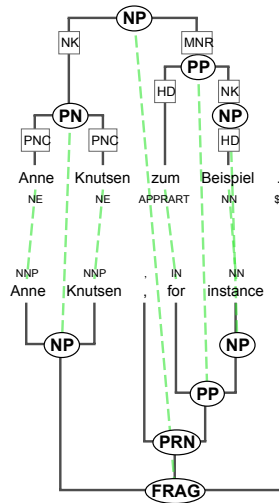 NP
NK MNR
PP
HD NK
PN NP
PNC PNC HD
Anne Knutsen zum Beispiel .
NE NE APPRART NN $
NNP NNP , IN NN
Anne Knutsen , for instance
NP NP
PP
PRN
FRAG